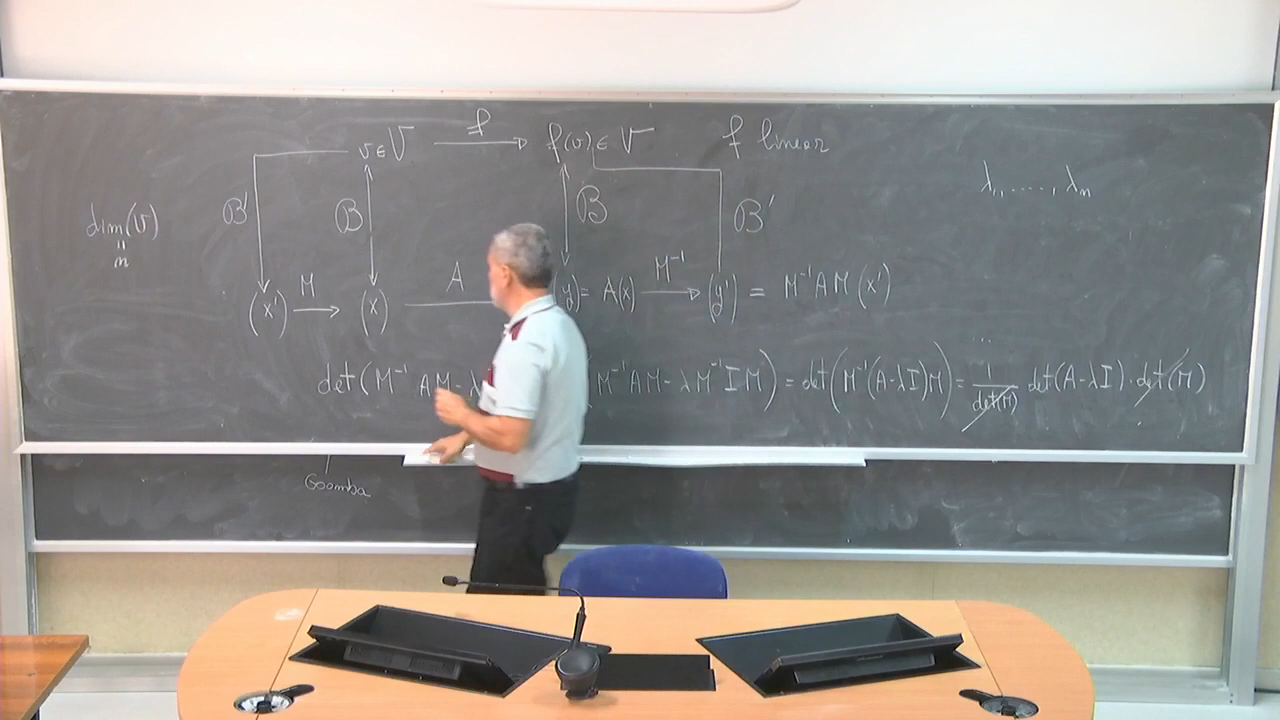 v∈V f→ f(v)∈V f linear
λ₁, ....., λₙ
B' B B B'
dim(V)
=
n
(x') M→ (x) A (y)= A(x) M⁻¹→ (y') = M⁻¹AM(x')
det(M⁻¹AM-λ (M⁻¹AM-λM⁻¹IM) = det(M⁻¹(A-λI)M) = 1/det(M) det(A-λI)·det(M)
Goomba